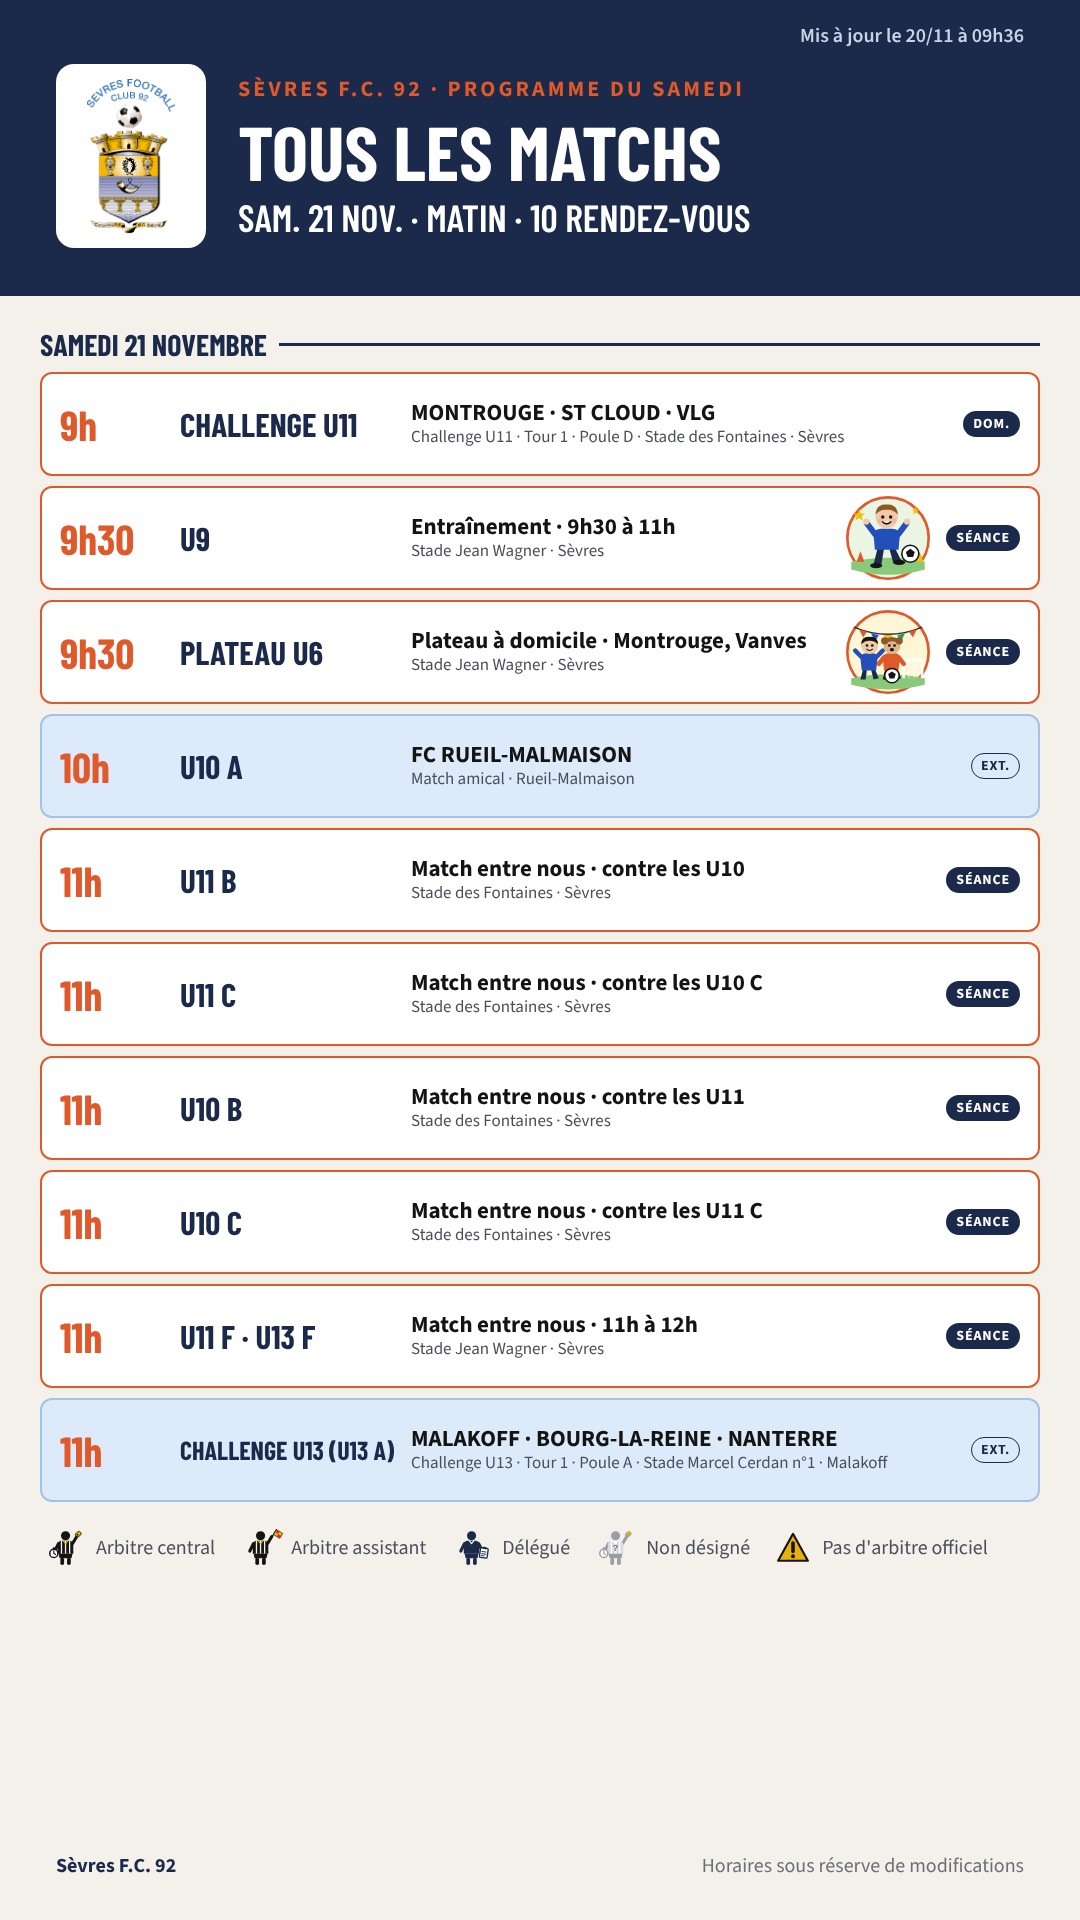 Mis à jour le 20/11 à 09h36
SEVRES FOOTBALL
CLUB 92
SÈVRES F.C. 92 · PROGRAMME DU SAMEDI
TOUS LES MATCHS
SAM. 21 NOV. · MATIN · 10 RENDEZ-VOUS
SAMEDI 21 NOVEMBRE
9h
CHALLENGE U11
MONTROUGE · ST CLOUD · VLG
Challenge U11 · Tour 1 · Poule D · Stade des Fontaines · Sèvres
DOM.
9h30
U9
Entraînement · 9h30 à 11h
Stade Jean Wagner · Sèvres
SÉANCE
9h30
PLATEAU U6
Plateau à domicile · Montrouge, Vanves
Stade Jean Wagner · Sèvres
SÉANCE
10h
U10 A
FC RUEIL-MALMAISON
Match amical · Rueil-Malmaison
EXT.
11h
U11 B
Match entre nous · contre les U10
Stade des Fontaines · Sèvres
SÉANCE
11h
U11 C
Match entre nous · contre les U10 C
Stade des Fontaines · Sèvres
SÉANCE
11h
U10 B
Match entre nous · contre les U11
Stade des Fontaines · Sèvres
SÉANCE
11h
U10 C
Match entre nous · contre les U11 C
Stade des Fontaines · Sèvres
SÉANCE
11h
U11 F · U13 F
Match entre nous · 11h à 12h
Stade Jean Wagner · Sèvres
SÉANCE
11h
CHALLENGE U13 (U13 A)
MALAKOFF · BOURG-LA-REINE · NANTERRE
Challenge U13 · Tour 1 · Poule A · Stade Marcel Cerdan n°1 · Malakoff
EXT.
Arbitre central
Arbitre assistant
Délégué
?
Non désigné
Pas d'arbitre officiel
Sèvres F.C. 92
Horaires sous réserve de modifications